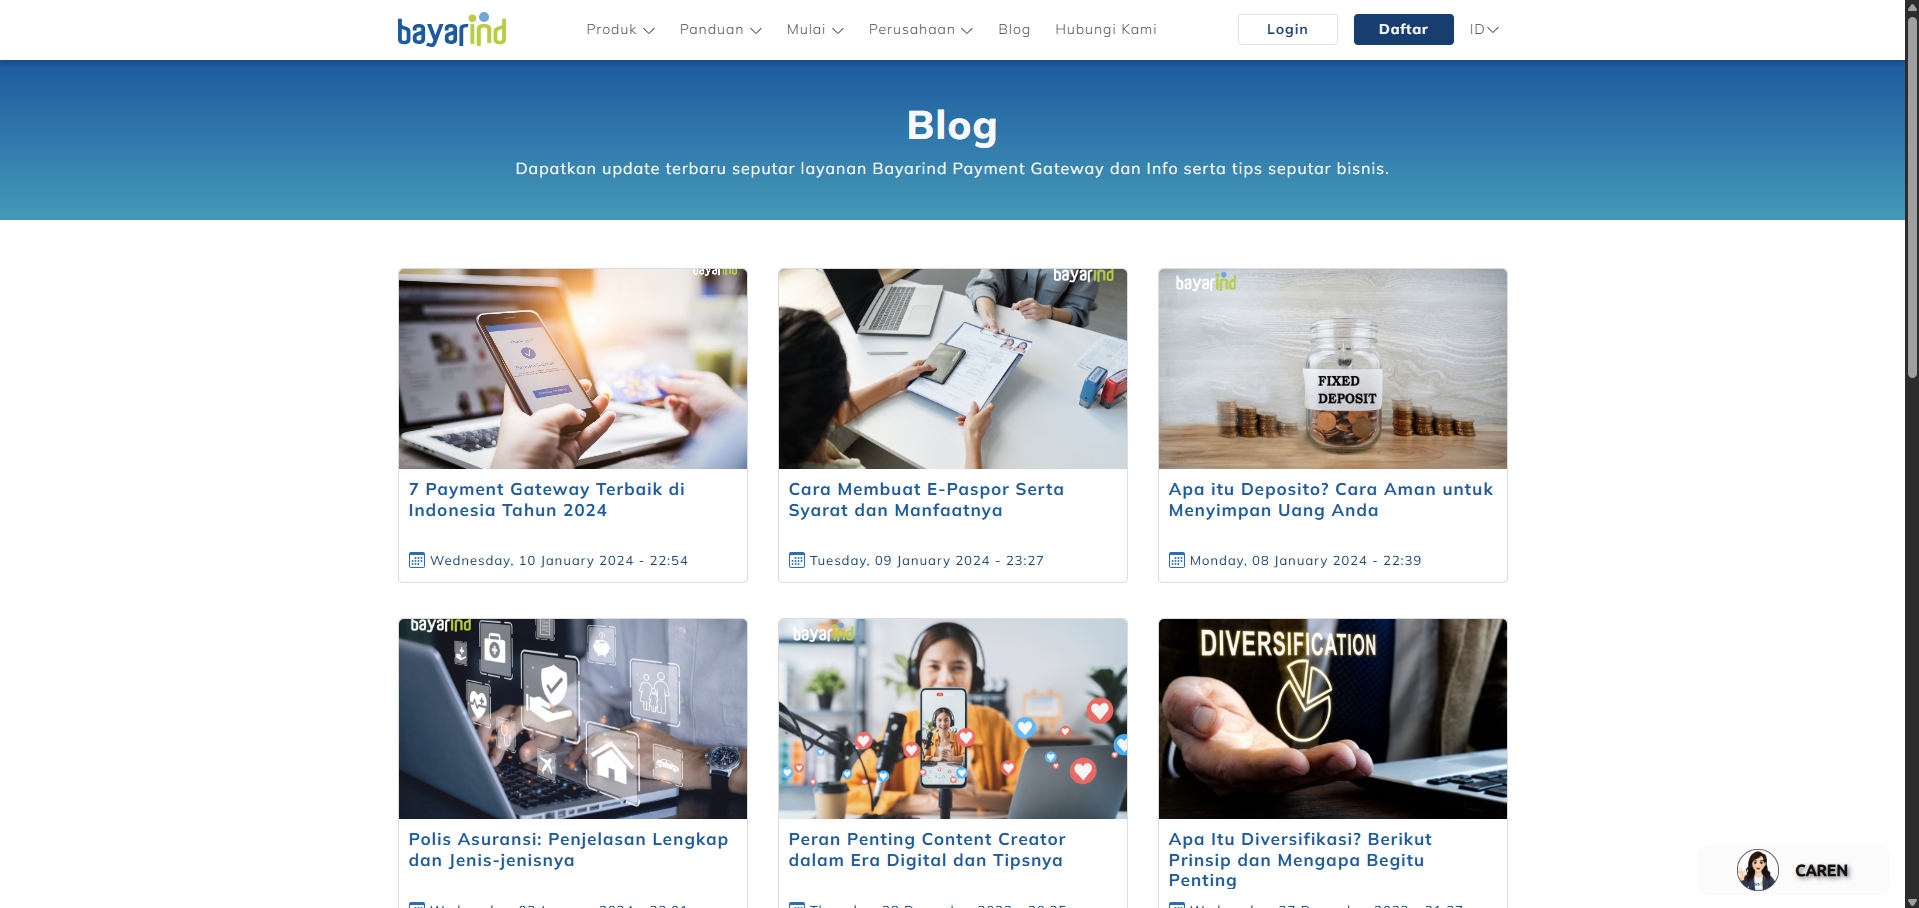 bayarind
Produk
Panduan
Mulai
Perusahaan
Blog
Hubungi Kami
Login
Daftar
ID
Blog
Dapatkan update terbaru seputar layanan Bayarind Payment Gateway dan Info serta tips seputar bisnis.
bayarind
bayarind
bayarind
FIXED
DEPOSIT
7 Payment Gateway Terbaik di
Indonesia Tahun 2024
Wednesday, 10 January 2024 - 22:54
Cara Membuat E-Paspor Serta
Syarat dan Manfaatnya
Tuesday, 09 January 2024 - 23:27
Apa itu Deposito? Cara Aman untuk
Menyimpan Uang Anda
Monday, 08 January 2024 - 22:39
bayarind
bayarind
DIVERSIFICATION
Polis Asuransi: Penjelasan Lengkap
dan Jenis-jenisnya
Peran Penting Content Creator
dalam Era Digital dan Tipsnya
Apa Itu Diversifikasi? Berikut
Prinsip dan Mengapa Begitu
Penting
CAREN